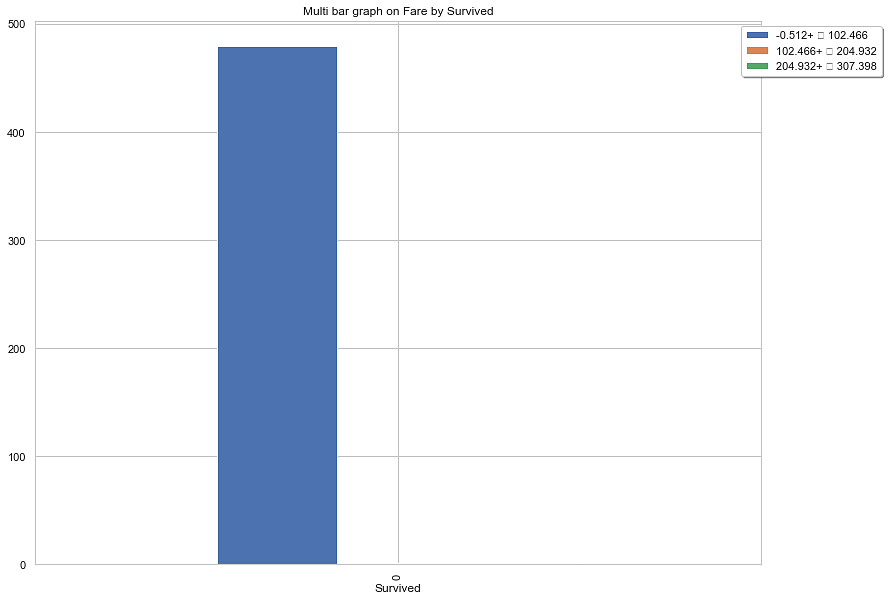 Multi bar graph on Fare by Survived
500
400
300
200
100
0
0
Survived
-0.512+ 􏰀 102.466
102.466+ 􏰀 204.932
204.932+ 􏰀 307.398